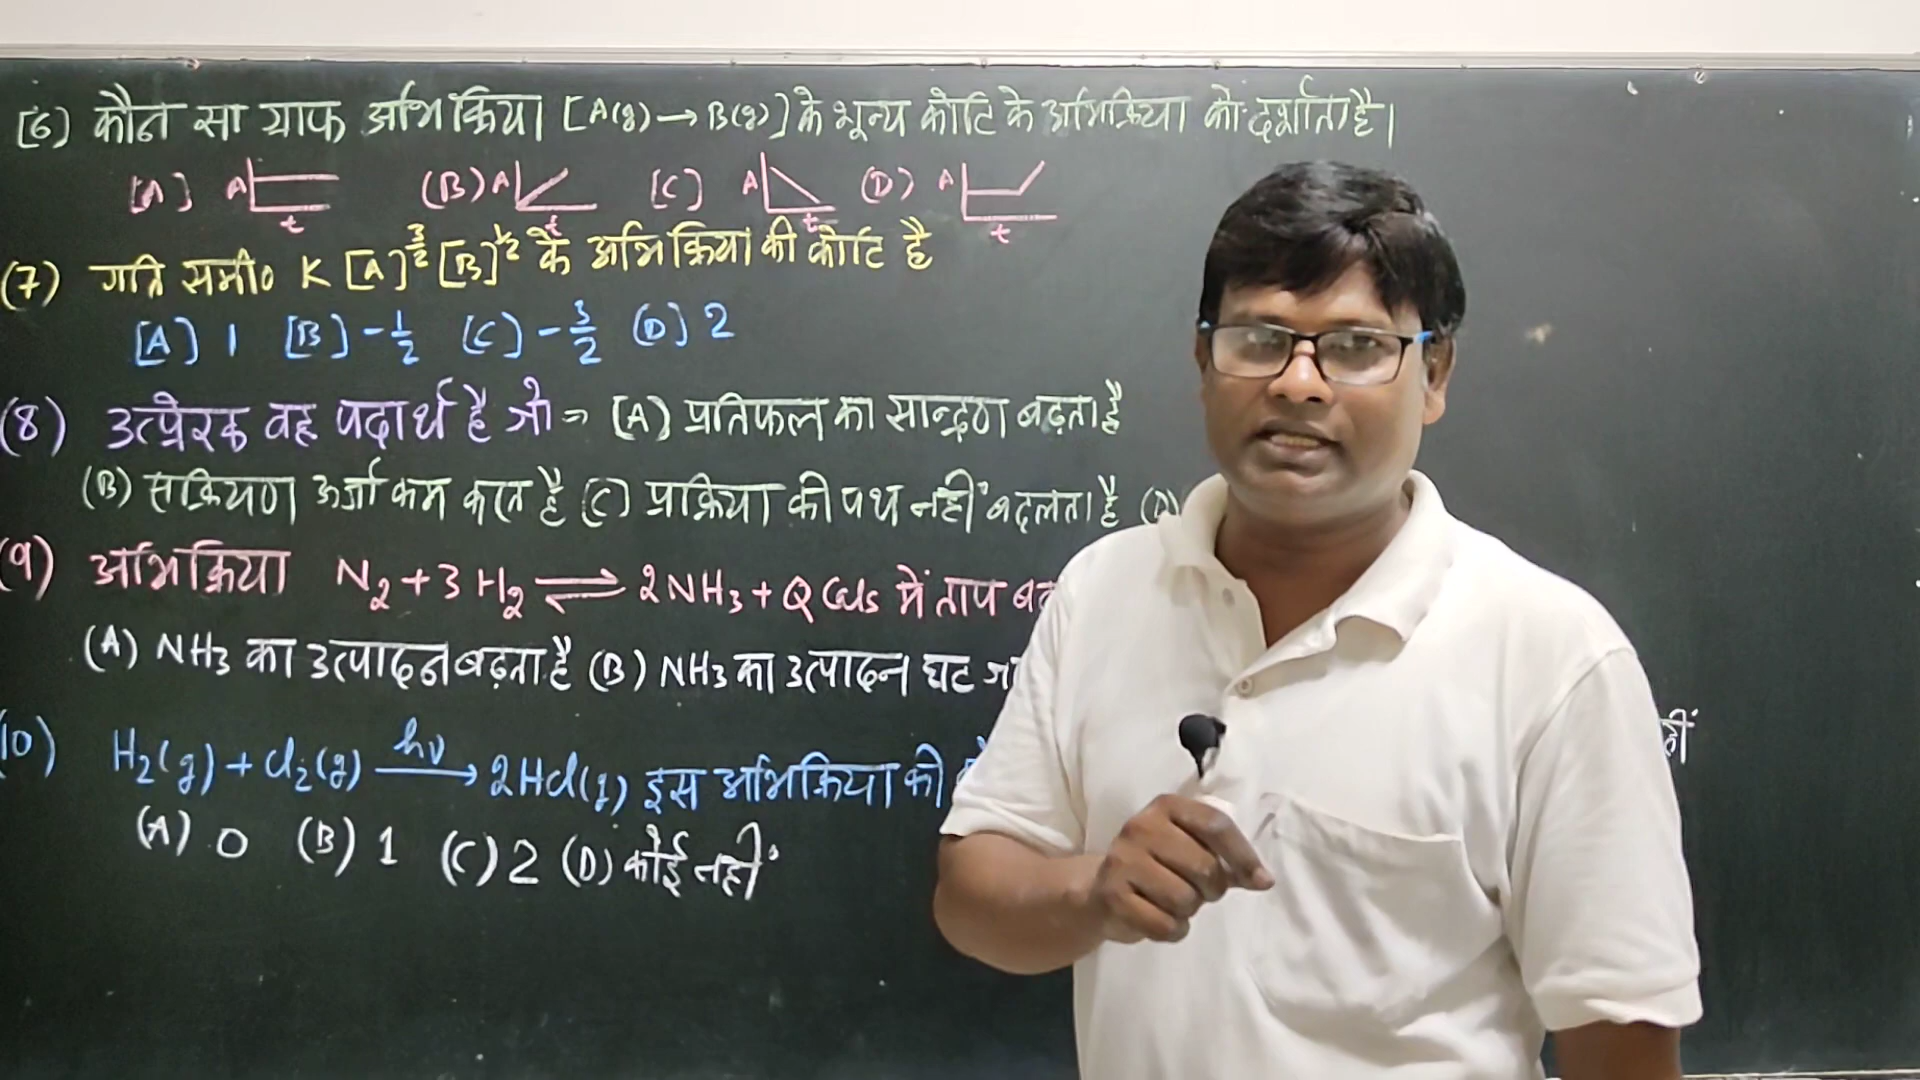 [6] कौन सा ग्राफ अभिक्रिया [A(g) → B(g)] के शून्य कोटि के अभिक्रिया को दर्शाता है।
[A] A t (B) A t [C] A t (D) A t
(7) गति समी० K [A]^3/2 [B]^1/2 के अभिक्रिया की कोटि है
[A] 1 [B] -1/2 [C] -3/2 (D) 2
(8) उत्प्रेरक वह पदार्थ है जो ⇒ [A] प्रतिफल का सान्द्रण बढ़ता है
(B) सक्रियण ऊर्जा कम करत है [C] प्रक्रिया की पथ नहीं बदलता है (D)
(9) अभिक्रिया N₂ + 3H₂ ⇌ 2NH₃ + Q Cals में ताप
(A) NH₃ का उत्पादन बढ़ता है (B) NH₃ का उत्पादन घट
(10) H₂(g) + Cl₂(g) hν → 2HCl(g) इस अभिक्रिया की
(A) 0 (B) 1 (C) 2 (D) कोई नहीं